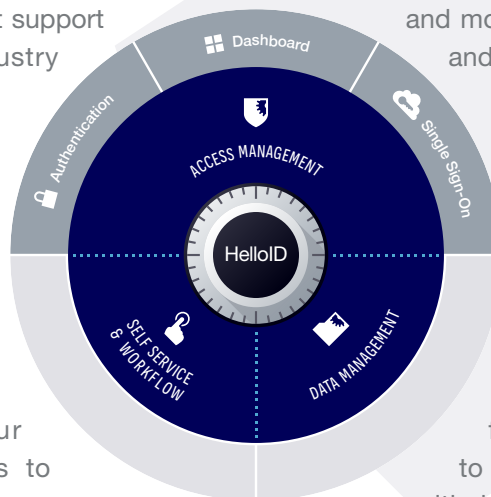 t support
ustry
and mo
and
Dashboard
Authentication
Single Sign-On
ACCESS MANAGEMENT
HelloID
SELF SERVICE
& WORKFLOW
DATA MANAGEMENT
ur
s to
to